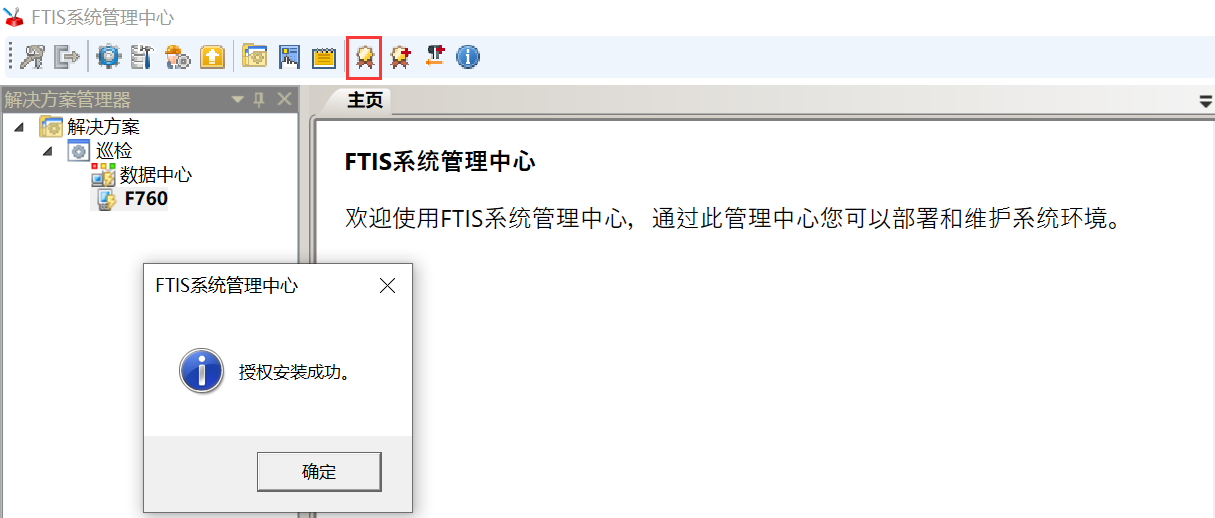 FTIS系统管理中心
解决方案管理器
主页
解决方案
巡检
数据中心
F760
FTIS系统管理中心
欢迎使用FTIS系统管理中心，通过此管理中心您可以部署和维护系统环境。
FTIS系统管理中心
授权安装成功。
确定